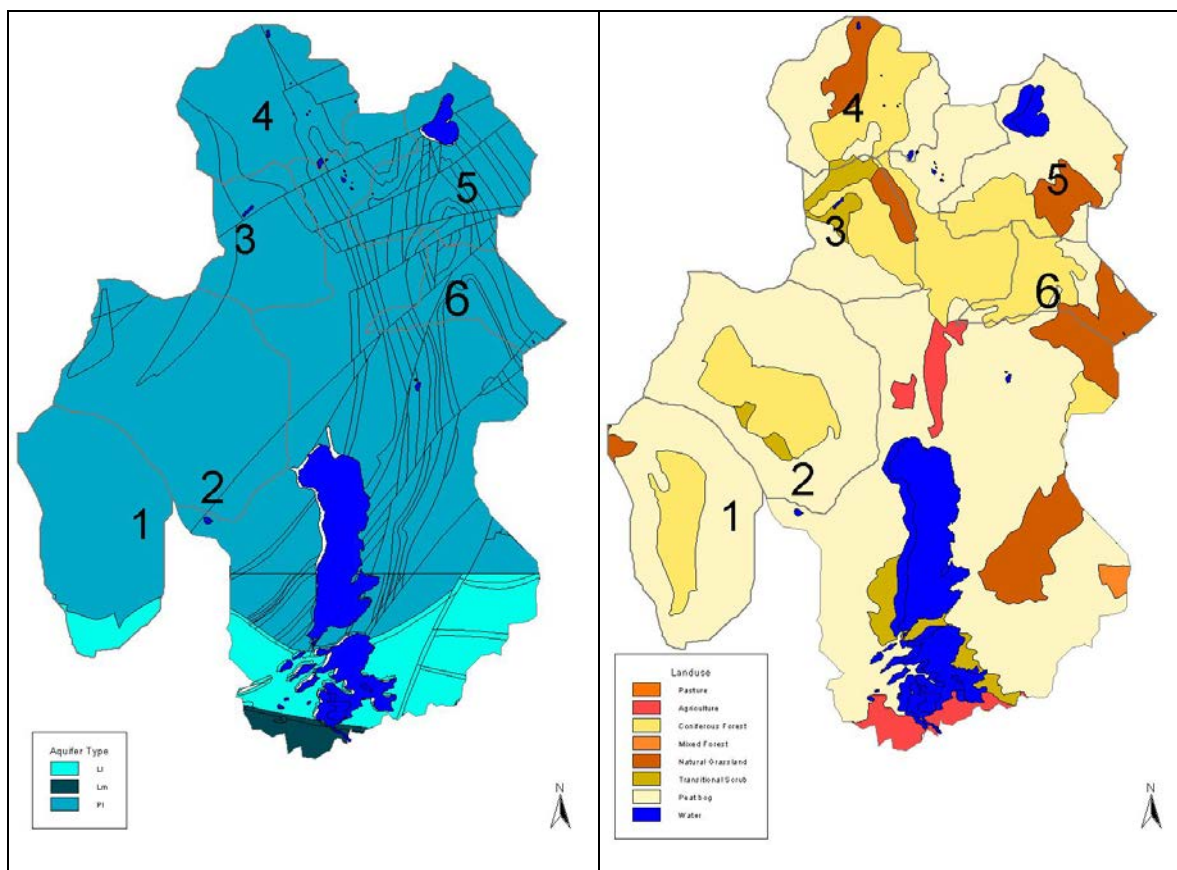 4
5
3
6
2
1
Aquifer Type
Ll
Lm
Pl
N
4
5
3
6
2
1
Landuse
Pasture
Agriculture
Coniferous Forest
Mixed Forest
Natural Grassland
Transitional Scrub
Peat bog
Water
N